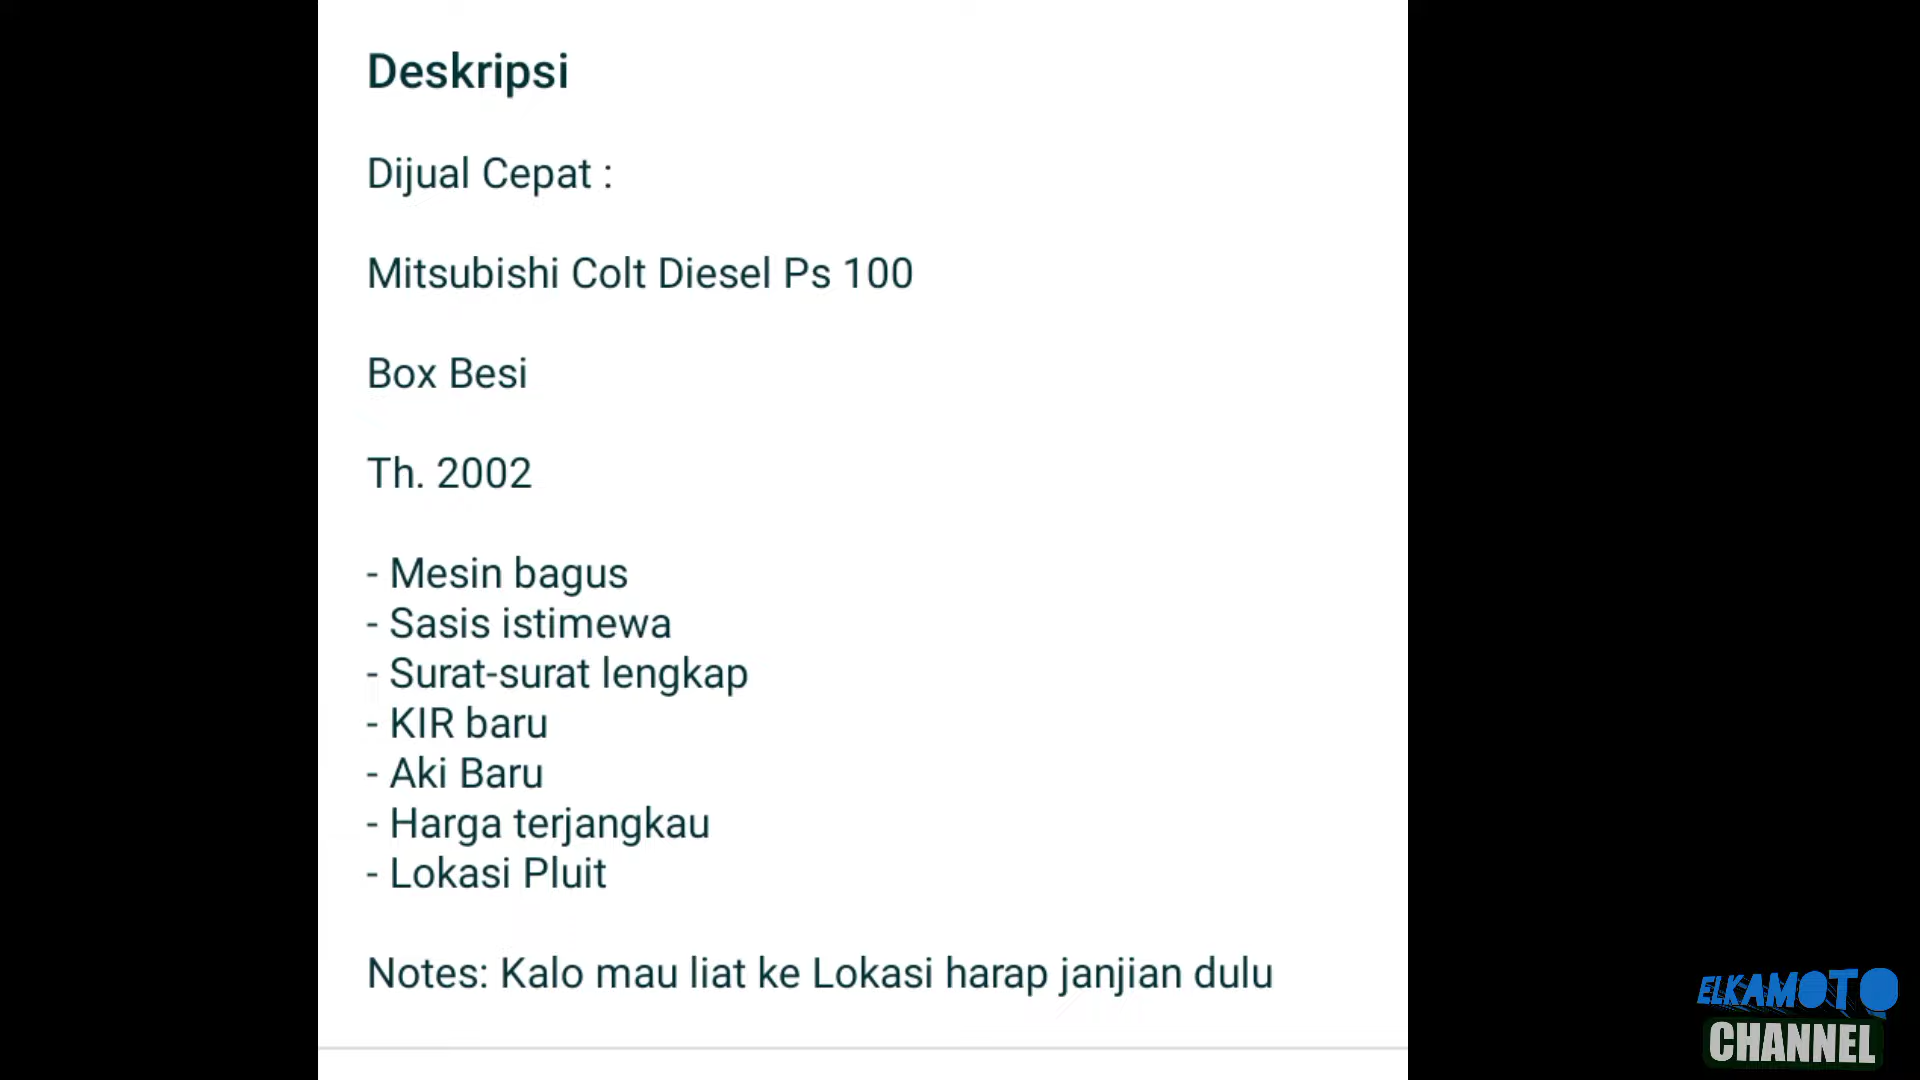 Deskripsi
Dijual Cepat :
Mitsubishi Colt Diesel Ps 100
Box Besi
Th. 2002
- Mesin bagus
- Sasis istimewa
- Surat-surat lengkap
- KIR baru
- Aki Baru
- Harga terjangkau
- Lokasi Pluit
Notes: Kalo mau liat ke Lokasi harap janjian dulu
ELKAMOTO
CHANNEL